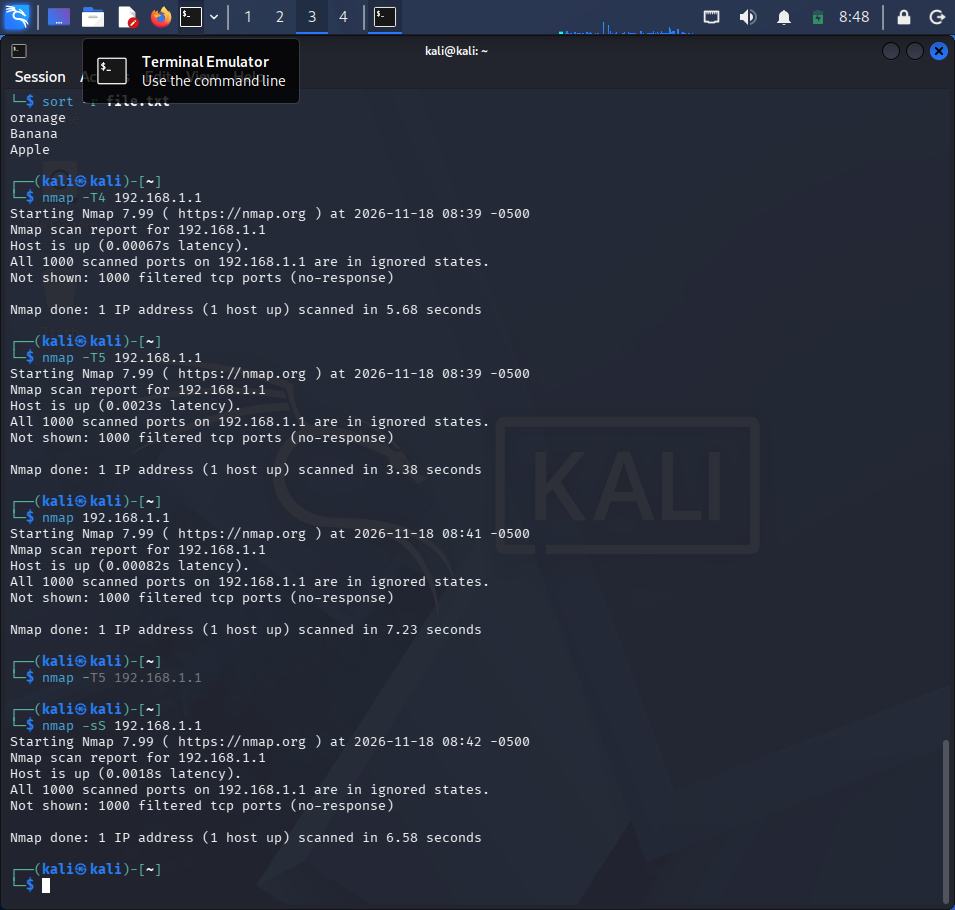 1 2 3 4 8:48
kali@kali: ~
Session
Terminal Emulator
Use the command line
└─$ sort -r file.txt
oranage
Banana
Apple
┌──(kali㉿kali)-[~]
└─$ nmap -T4 192.168.1.1
Starting Nmap 7.99 ( https://nmap.org ) at 2026-11-18 08:39 -0500
Nmap scan report for 192.168.1.1
Host is up (0.00067s latency).
All 1000 scanned ports on 192.168.1.1 are in ignored states.
Not shown: 1000 filtered tcp ports (no-response)
Nmap done: 1 IP address (1 host up) scanned in 5.68 seconds
┌──(kali㉿kali)-[~]
└─$ nmap -T5 192.168.1.1
Starting Nmap 7.99 ( https://nmap.org ) at 2026-11-18 08:39 -0500
Nmap scan report for 192.168.1.1
Host is up (0.0023s latency).
All 1000 scanned ports on 192.168.1.1 are in ignored states.
Not shown: 1000 filtered tcp ports (no-response)
Nmap done: 1 IP address (1 host up) scanned in 3.38 seconds
┌──(kali㉿kali)-[~]
└─$ nmap 192.168.1.1
Starting Nmap 7.99 ( https://nmap.org ) at 2026-11-18 08:41 -0500
Nmap scan report for 192.168.1.1
Host is up (0.00082s latency).
All 1000 scanned ports on 192.168.1.1 are in ignored states.
Not shown: 1000 filtered tcp ports (no-response)
Nmap done: 1 IP address (1 host up) scanned in 7.23 seconds
┌──(kali㉿kali)-[~]
└─$ nmap -T5 192.168.1.1
┌──(kali㉿kali)-[~]
└─$ nmap -sS 192.168.1.1
Starting Nmap 7.99 ( https://nmap.org ) at 2026-11-18 08:42 -0500
Nmap scan report for 192.168.1.1
Host is up (0.0018s latency).
All 1000 scanned ports on 192.168.1.1 are in ignored states.
Not shown: 1000 filtered tcp ports (no-response)
Nmap done: 1 IP address (1 host up) scanned in 6.58 seconds
┌──(kali㉿kali)-[~]
└─$
KALI